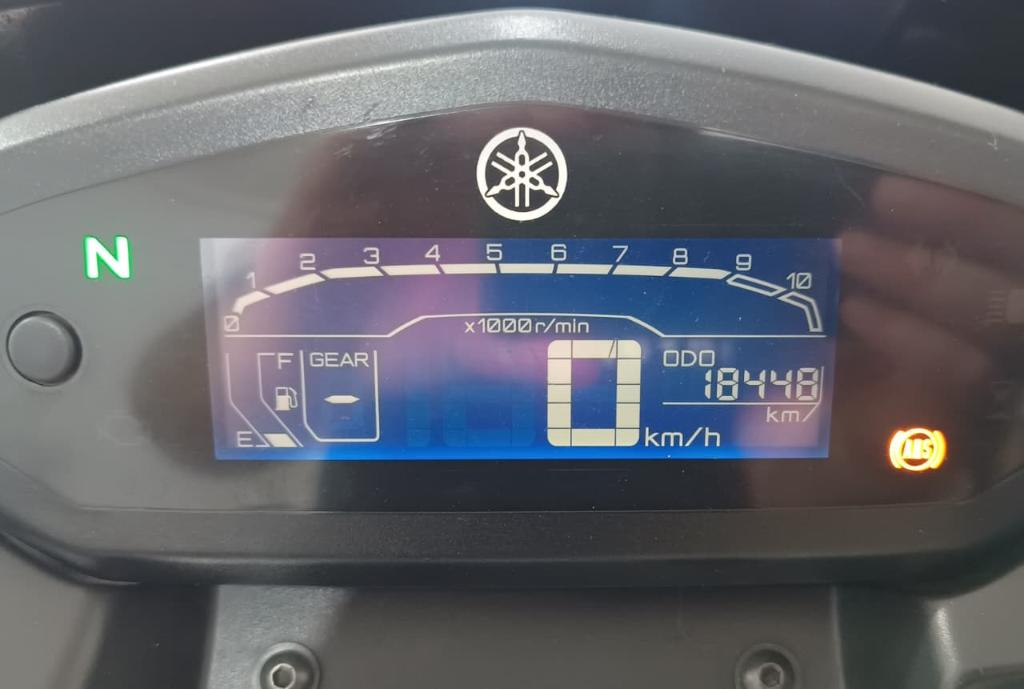 N
0 1 2 3 4 5 6 7 8 9 10
x1000r/min
F GEAR
-
E
0 km/h
ODO
18448
km/
ABS